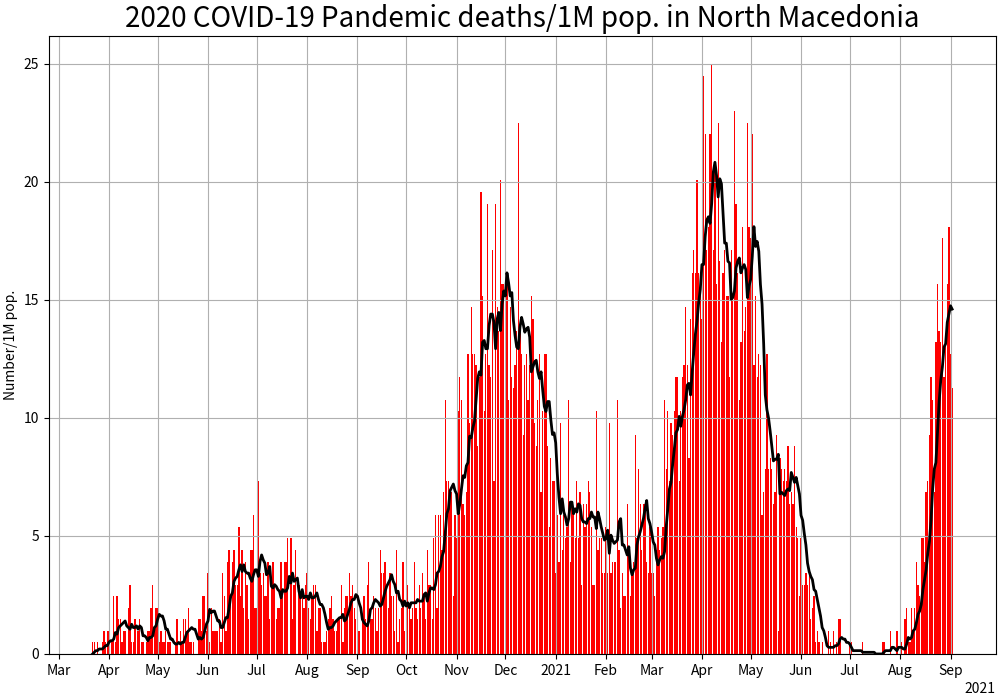 2020 COVID-19 Pandemic deaths/1M pop. in North Macedonia
Number/1M pop.
25
20
15
10
5
0
Mar Apr May Jun Jul Aug Sep Oct Nov Dec 2021 Feb Mar Apr May Jun Jul Aug Sep
2021